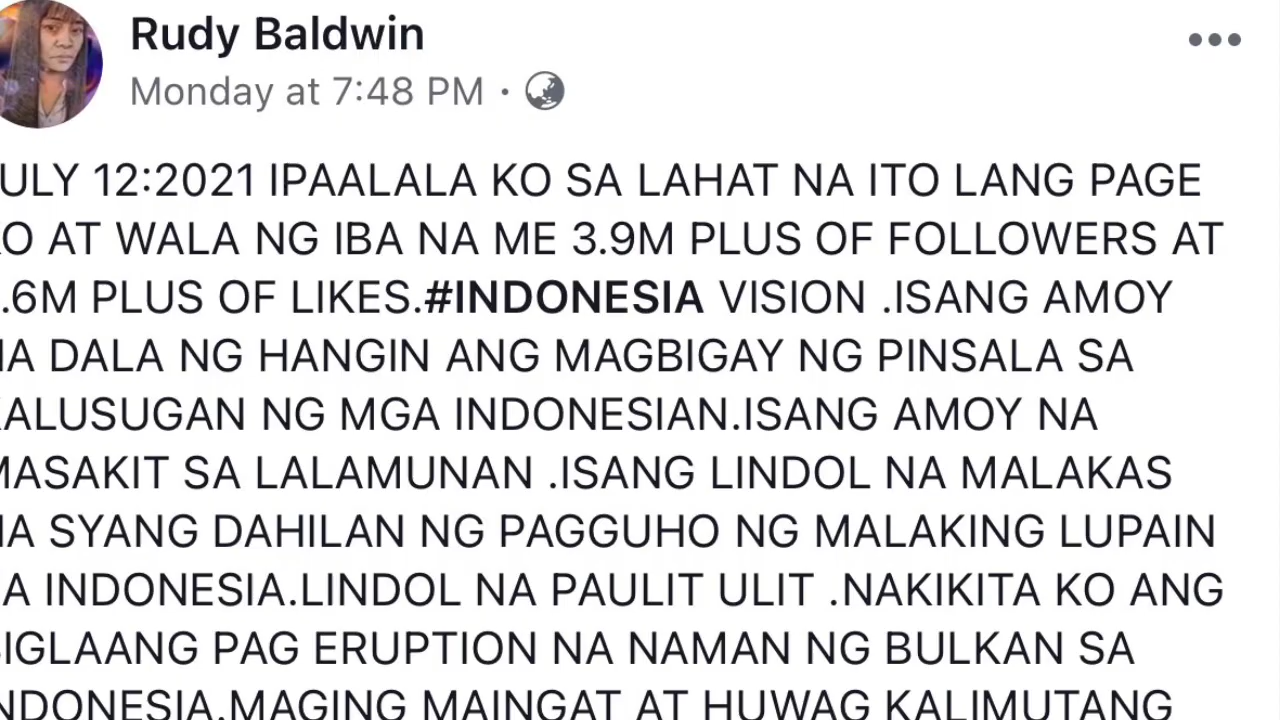 Rudy Baldwin
Monday at 7:48 PM ·
ULY 12:2021 IPAALALA KO SA LAHAT NA ITO LANG PAGE
O AT WALA NG IBA NA ME 3.9M PLUS OF FOLLOWERS AT
.6M PLUS OF LIKES.#INDONESIA VISION .ISANG AMOY
A DALA NG HANGIN ANG MAGBIGAY NG PINSALA SA
ALUSUGAN NG MGA INDONESIAN.ISANG AMOY NA
MASAKIT SA LALAMUNAN .ISANG LINDOL NA MALAKAS
A SYANG DAHILAN NG PAGGUHO NG MALAKING LUPAIN
A INDONESIA.LINDOL NA PAULIT ULIT .NAKIKITA KO ANG
IGLAANG PAG ERUPTION NA NAMAN NG BULKAN SA
NDONESIA.MAGING MAINGAT AT HUWAG KALIMUTANG